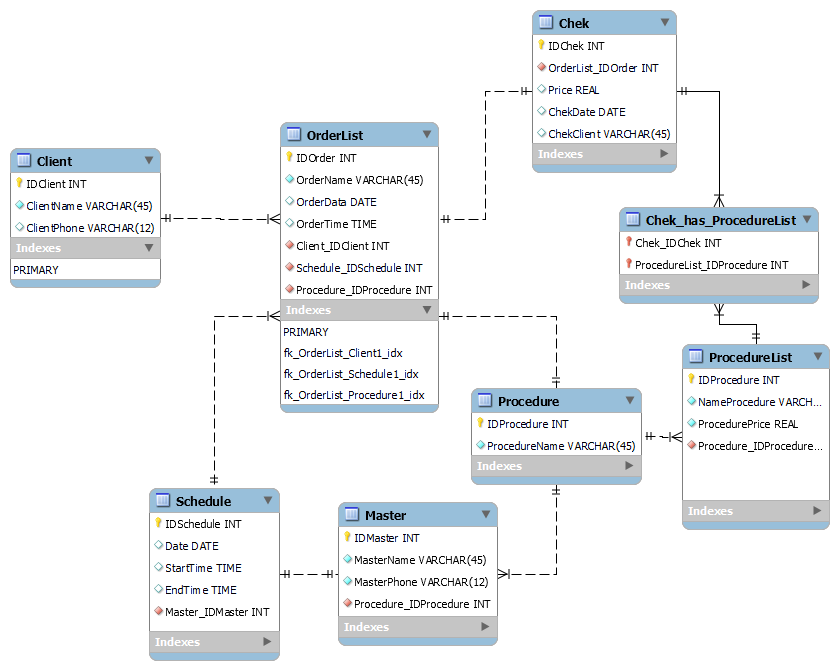 Chek
IDChek INT
OrderList_IDOrder INT
Price REAL
ChekDate DATE
ChekClient VARCHAR(45)
Indexes
OrderList
IDOrder INT
OrderName VARCHAR(45)
OrderData DATE
OrderTime TIME
Client_IDClient INT
Schedule_IDSchedule INT
Procedure_IDProcedure INT
Indexes
PRIMARY
fk_OrderList_Client1_idx
fk_OrderList_Schedule1_idx
fk_OrderList_Procedure1_idx
Client
IDClient INT
ClientName VARCHAR(45)
ClientPhone VARCHAR(12)
Indexes
PRIMARY
Chek_has_ProcedureList
Chek_IDChek INT
ProcedureList_IDProcedure INT
Indexes
ProcedureList
IDProcedure INT
NameProcedure VARCH...
ProcedurePrice REAL
Procedure_IDProcedure...
Indexes
Procedure
IDProcedure INT
ProcedureName VARCHAR(45)
Indexes
Schedule
IDSchedule INT
Date DATE
StartTime TIME
EndTime TIME
Master_IDMaster INT
Indexes
Master
IDMaster INT
MasterName VARCHAR(45)
MasterPhone VARCHAR(12)
Procedure_IDProcedure INT
Indexes